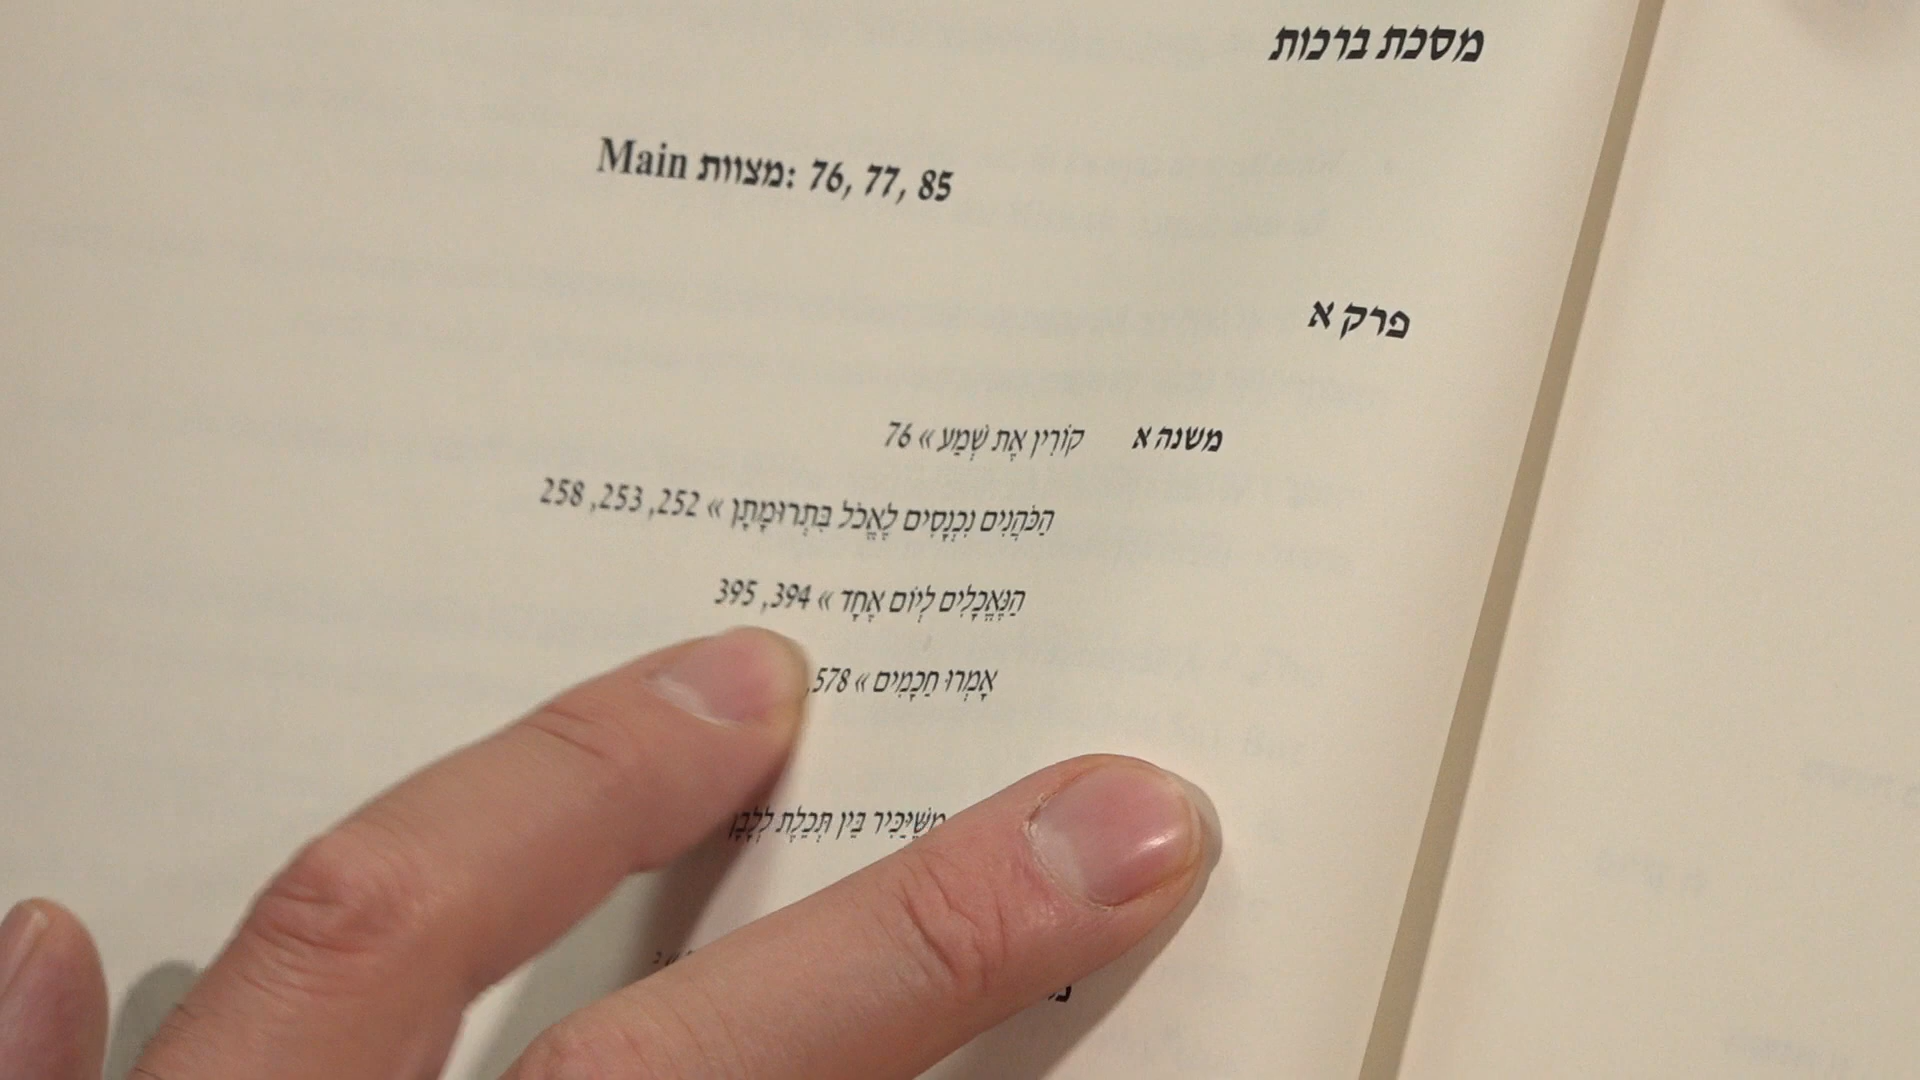 מסכת ברכות
Main מצוות: 76, 77, 85
פרק א
משנה א קוֹרִין אֶת שְׁמַע » 76
הַכֹּהֲנִים נִכְנָסִים לֶאֱכֹל בִּתְרוּמָתָן » 252, 253, 258
הַנֶּאֱכָלִים לְיוֹם אֶחָד » 394, 395
אָמְרוּ חֲכָמִים » 578,
מִשֶּׁיַּכִּיר בֵּין תְּכֵלֶת לְלָבָן